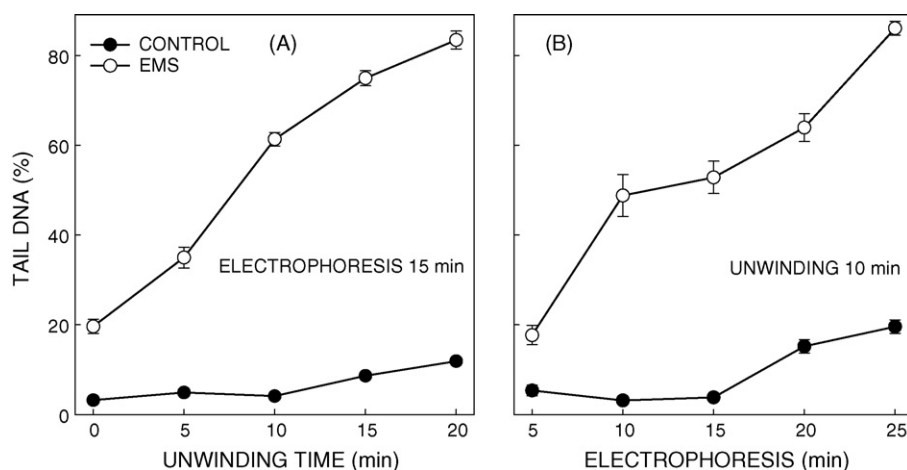 (A)
CONTROL
EMS
(B)
80
60
40
20
0
TAIL DNA (%)
ELECTROPHORESIS 15 min
UNWINDING 10 min
0 5 10 15 20
5 10 15 20 25
UNWINDING TIME (min)
ELECTROPHORESIS (min)